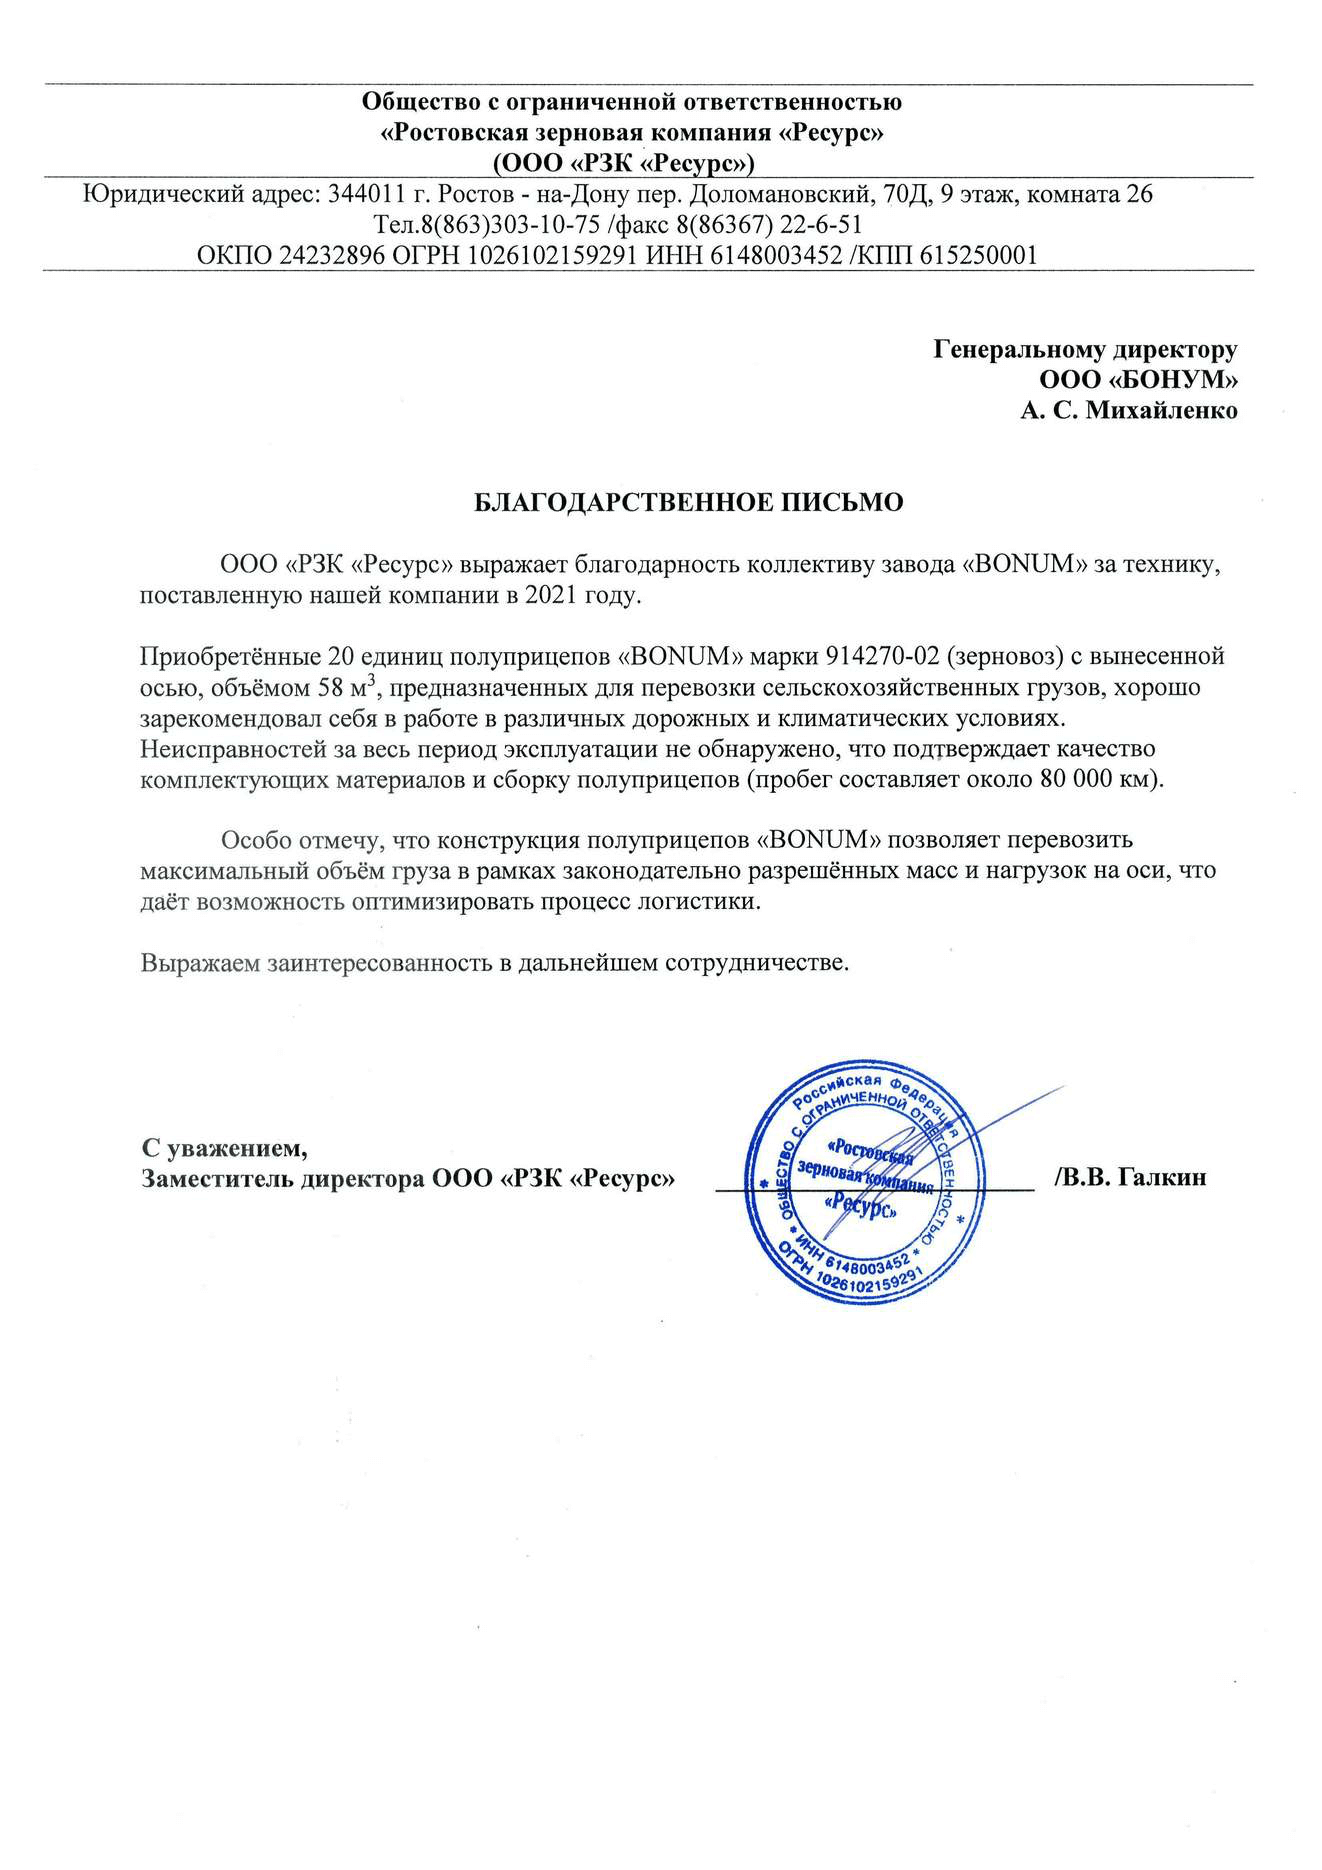 Общество с ограниченной ответственностью
«Ростовская зерновая компания «Ресурс»
(ООО «РЗК «Ресурс»)
Юридический адрес: 344011 г. Ростов - на-Дону пер. Доломановский, 70Д, 9 этаж, комната 26
Тел.8(863)303-10-75 /факс 8(86367) 22-6-51
ОКПО 24232896 ОГРН 1026102159291 ИНН 6148003452 /КПП 615250001
Генеральному директору
ООО «БОНУМ»
А. С. Михайленко
БЛАГОДАРСТВЕННОЕ ПИСЬМО
ООО «РЗК «Ресурс» выражает благодарность коллективу завода «BONUM» за технику,
поставленную нашей компании в 2021 году.
Приобретённые 20 единиц полуприцепов «BONUM» марки 914270-02 (зерновоз) с вынесенной
осью, объёмом 58 м³, предназначенных для перевозки сельскохозяйственных грузов, хорошо
зарекомендовал себя в работе в различных дорожных и климатических условиях.
Неисправностей за весь период эксплуатации не обнаружено, что подтверждает качество
комплектующих материалов и сборку полуприцепов (пробег составляет около 80 000 км).
Особо отмечу, что конструкция полуприцепов «BONUM» позволяет перевозить
максимальный объём груза в рамках законодательно разрешённых масс и нагрузок на оси, что
даёт возможность оптимизировать процесс логистики.
Выражаем заинтересованность в дальнейшем сотрудничестве.
С уважением,
Заместитель директора ООО «РЗК «Ресурс» /В.В. Галкин
Российская Федерация
ОБЩЕСТВО С ОГРАНИЧЕННОЙ ОТВЕТСТВЕННОСТЬЮ
«Ростовская
зерновая компания
«Ресурс»
* ИНН 6148003452 *
ОГРН 1026102159291